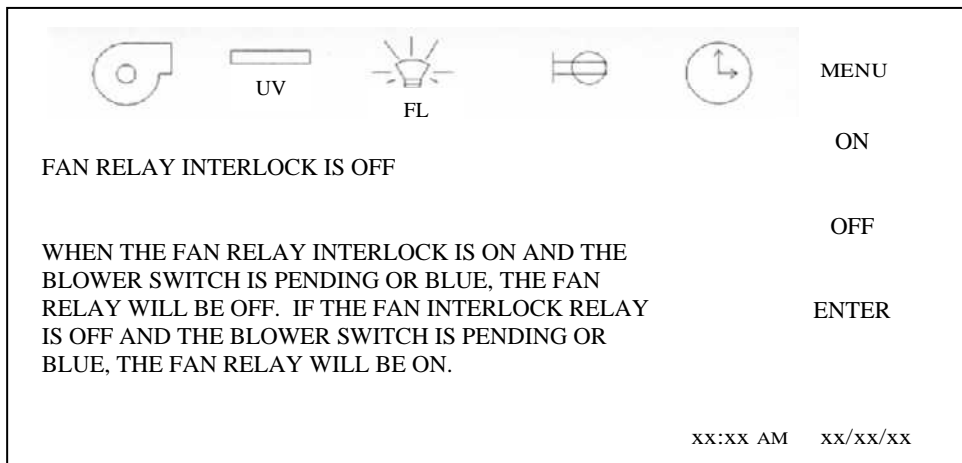 UV
FL
MENU
ON
FAN RELAY INTERLOCK IS OFF
OFF
WHEN THE FAN RELAY INTERLOCK IS ON AND THE
BLOWER SWITCH IS PENDING OR BLUE, THE FAN
RELAY WILL BE OFF.  IF THE FAN INTERLOCK RELAY
IS OFF AND THE BLOWER SWITCH IS PENDING OR
BLUE, THE FAN RELAY WILL BE ON.
ENTER
xx:xx AM xx/xx/xx